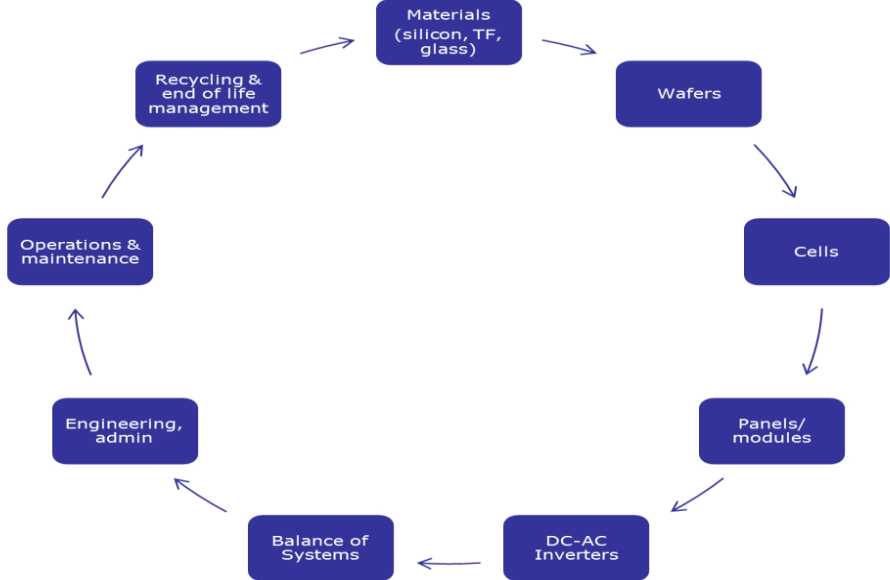 Materials
(silicon, TF,
glass)
Wafers
Cells
Panels/
modules
DC-AC
Inverters
Balance of
Systems
Engineering,
admin
Operations &
maintenance
Recycling &
end of life
management